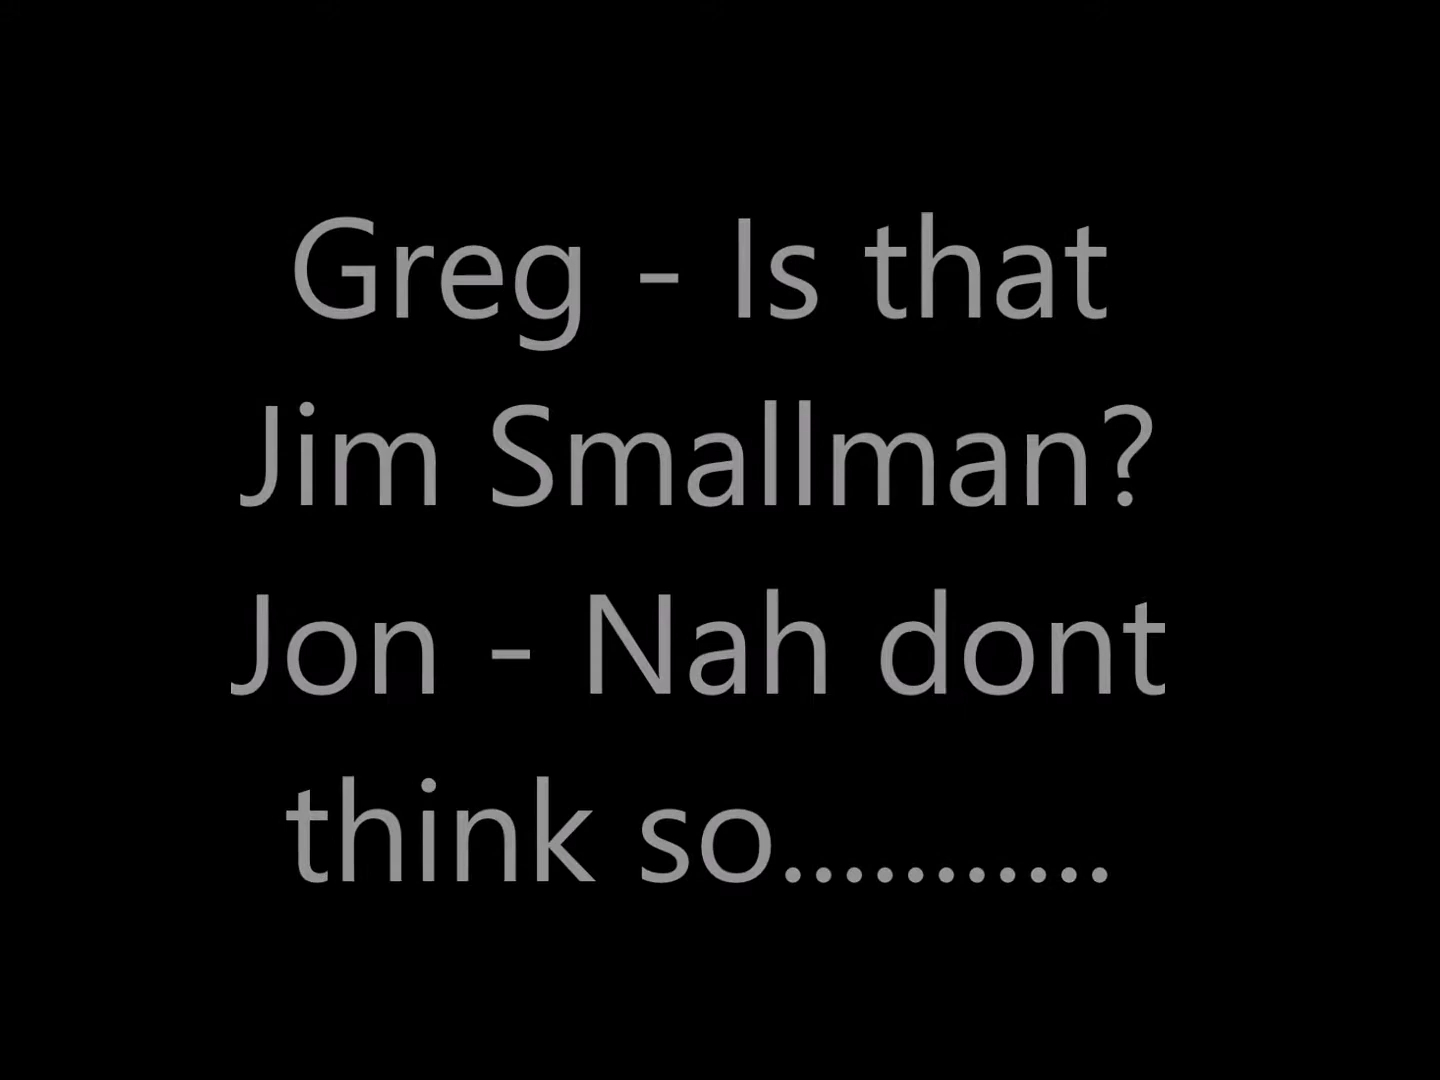 Greg - Is that
Jim Smallman?
Jon - Nah dont
think so...........